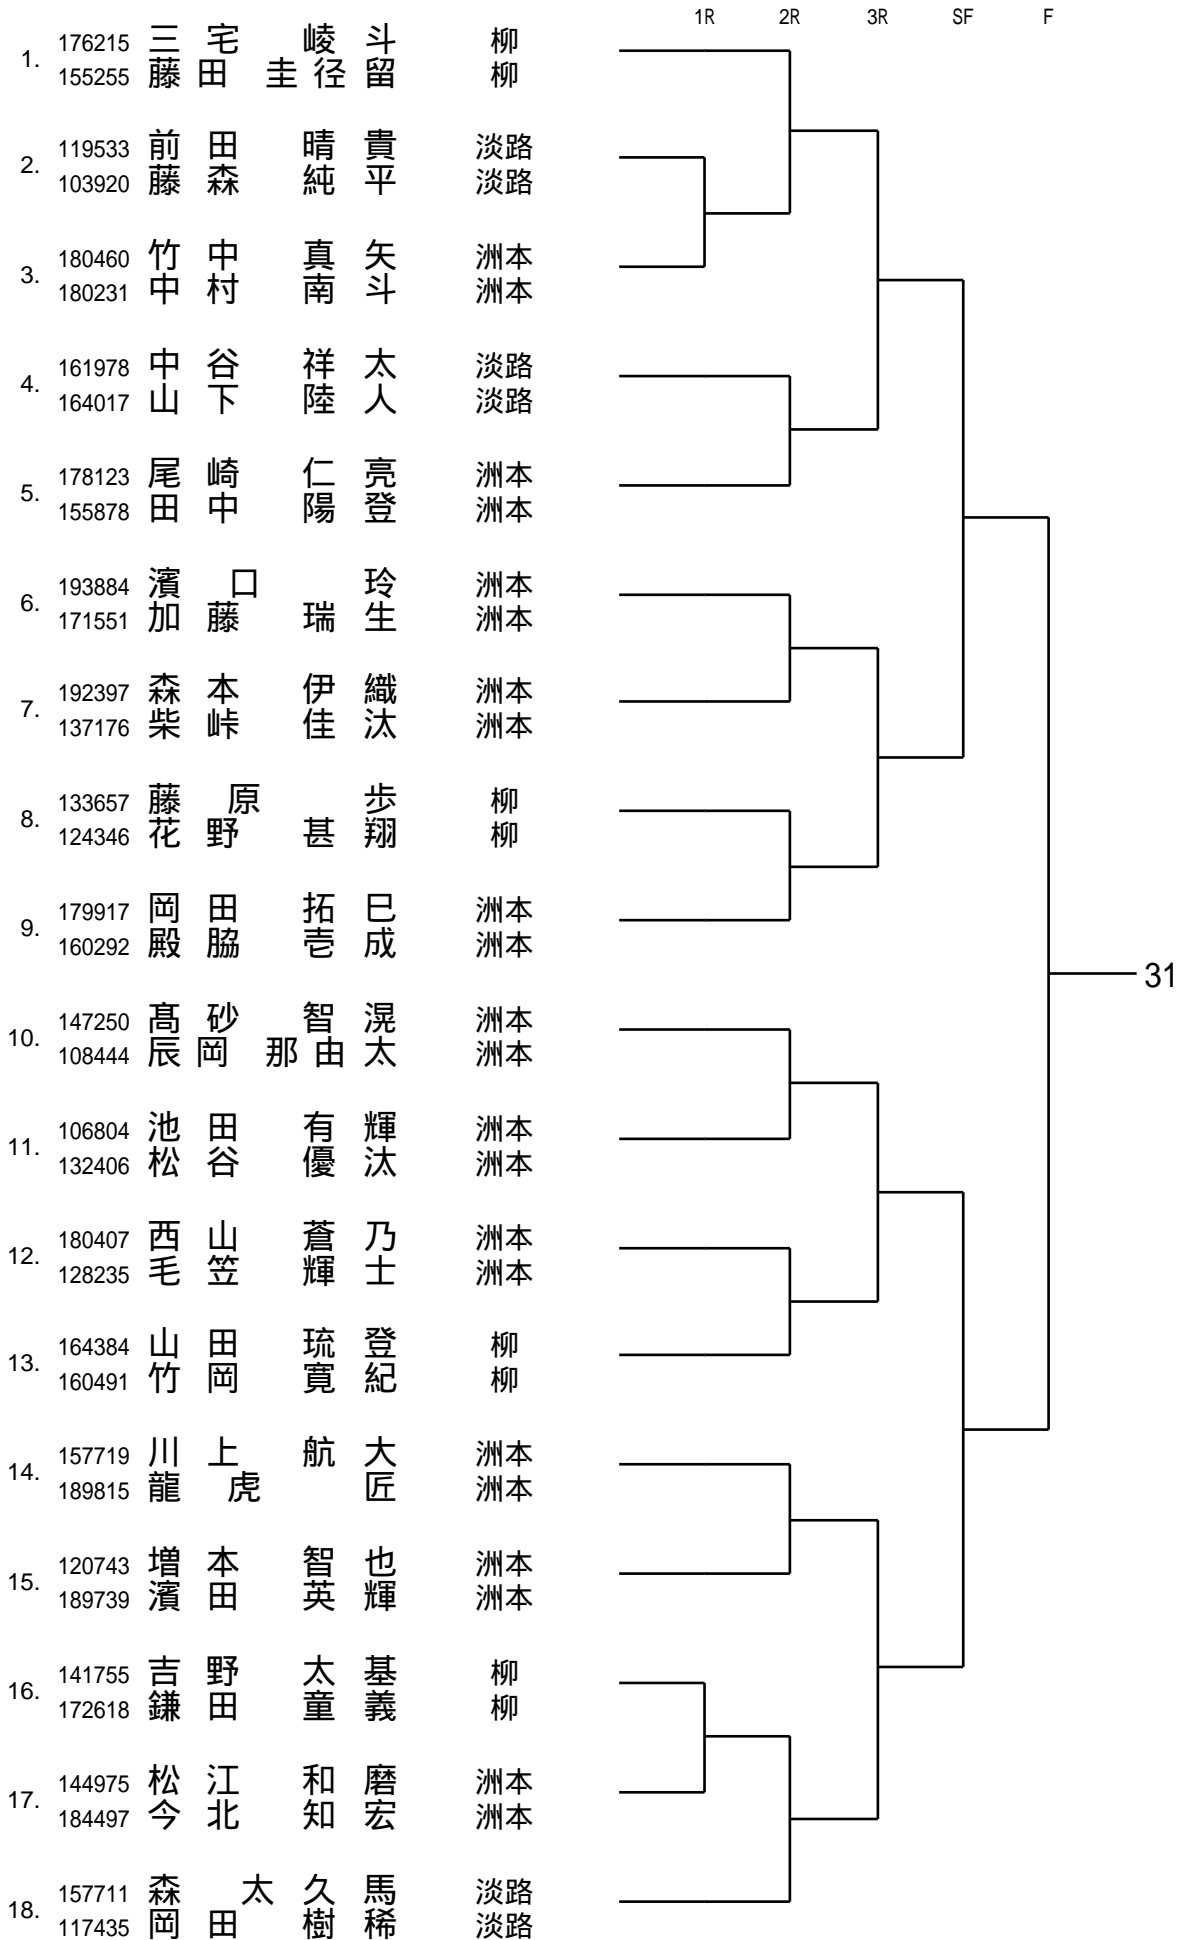 1R 2R 3R SF F
1.
176215 三宅 崚斗 柳
155255 藤田 圭径留 柳
2.
119533 前田 晴貴 淡路
103920 藤森 純平 淡路
3.
180460 竹中 真矢 洲本
180231 中村 南斗 洲本
4.
161978 中谷 祥太 淡路
164017 山下 陸人 淡路
5.
178123 尾崎 仁亮 洲本
155878 田中 陽登 洲本
6.
193884 濱口 玲 洲本
171551 加藤 瑞生 洲本
7.
192397 森本 伊織 洲本
137176 柴峠 佳汰 洲本
8.
133657 藤原 歩 柳
124346 花野 甚翔 柳
9.
179917 岡田 拓巳 洲本
160292 殿脇 壱成 洲本
31
10.
147250 髙砂 智滉 洲本
108444 辰岡 那由太 洲本
11.
106804 池田 有輝 洲本
132406 松谷 優汰 洲本
12.
180407 西山 蒼乃 洲本
128235 毛笠 輝士 洲本
13.
164384 山田 琉登 柳
160491 竹岡 寛紀 柳
14.
157719 川上 航大 洲本
189815 龍虎 匠 洲本
15.
120743 増本 智也 洲本
189739 濱田 英輝 洲本
16.
141755 吉野 太基 柳
172618 鎌田 童義 柳
17.
144975 松江 和磨 洲本
184497 今北 知宏 洲本
18.
157711 森 太久馬 淡路
117435 岡田 樹稀 淡路